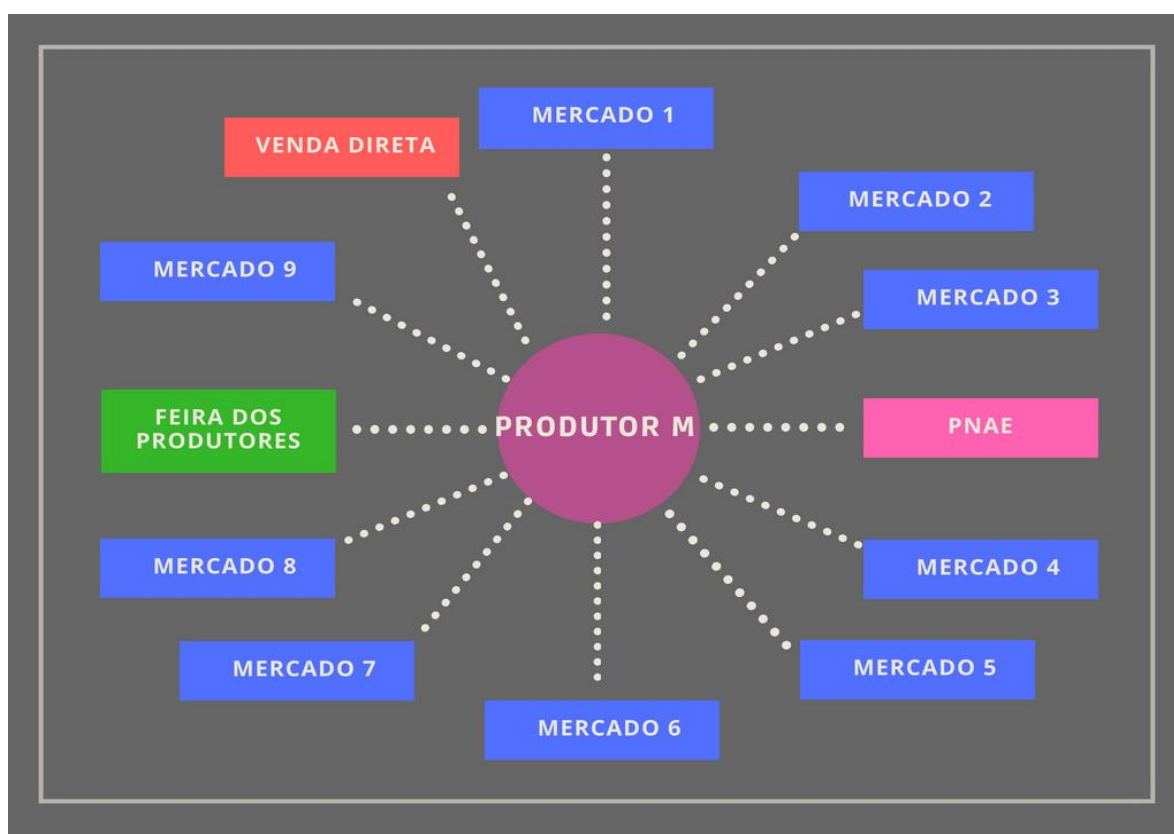 MERCADO 1
VENDA DIRETA
MERCADO 2
MERCADO 9
MERCADO 3
FEIRA DOS
PRODUTORES
PRODUTOR M
PNAE
MERCADO 8
MERCADO 4
MERCADO 7
MERCADO 5
MERCADO 6